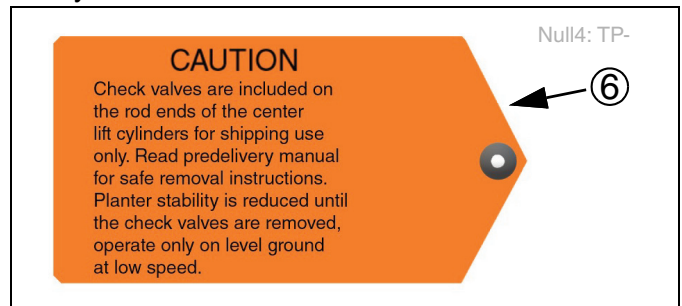 Null4: TP-
CAUTION
⑥
Check valves are included on
the rod ends of the center
lift cylinders for shipping use
only. Read predelivery manual
for safe removal instructions.
Planter stability is reduced until
the check valves are removed,
operate only on level ground
at low speed.